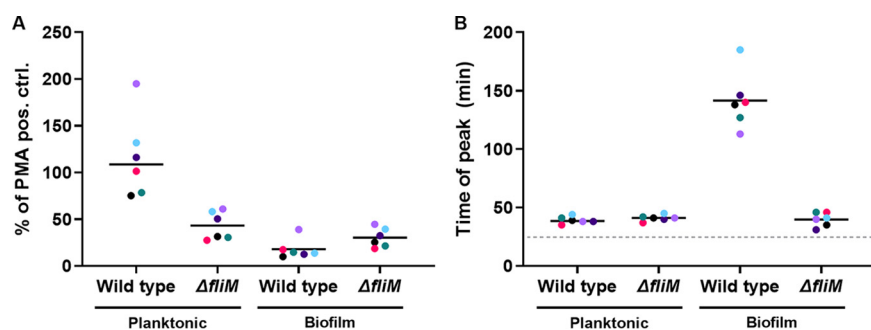 A
% of PMA pos. ctrl.
250
200
150
100
50
0
Wild type ΔfliM Wild type ΔfliM
Planktonic Biofilm
B
Time of peak (min)
200
150
100
50
0
Wild type ΔfliM Wild type ΔfliM
Planktonic Biofilm